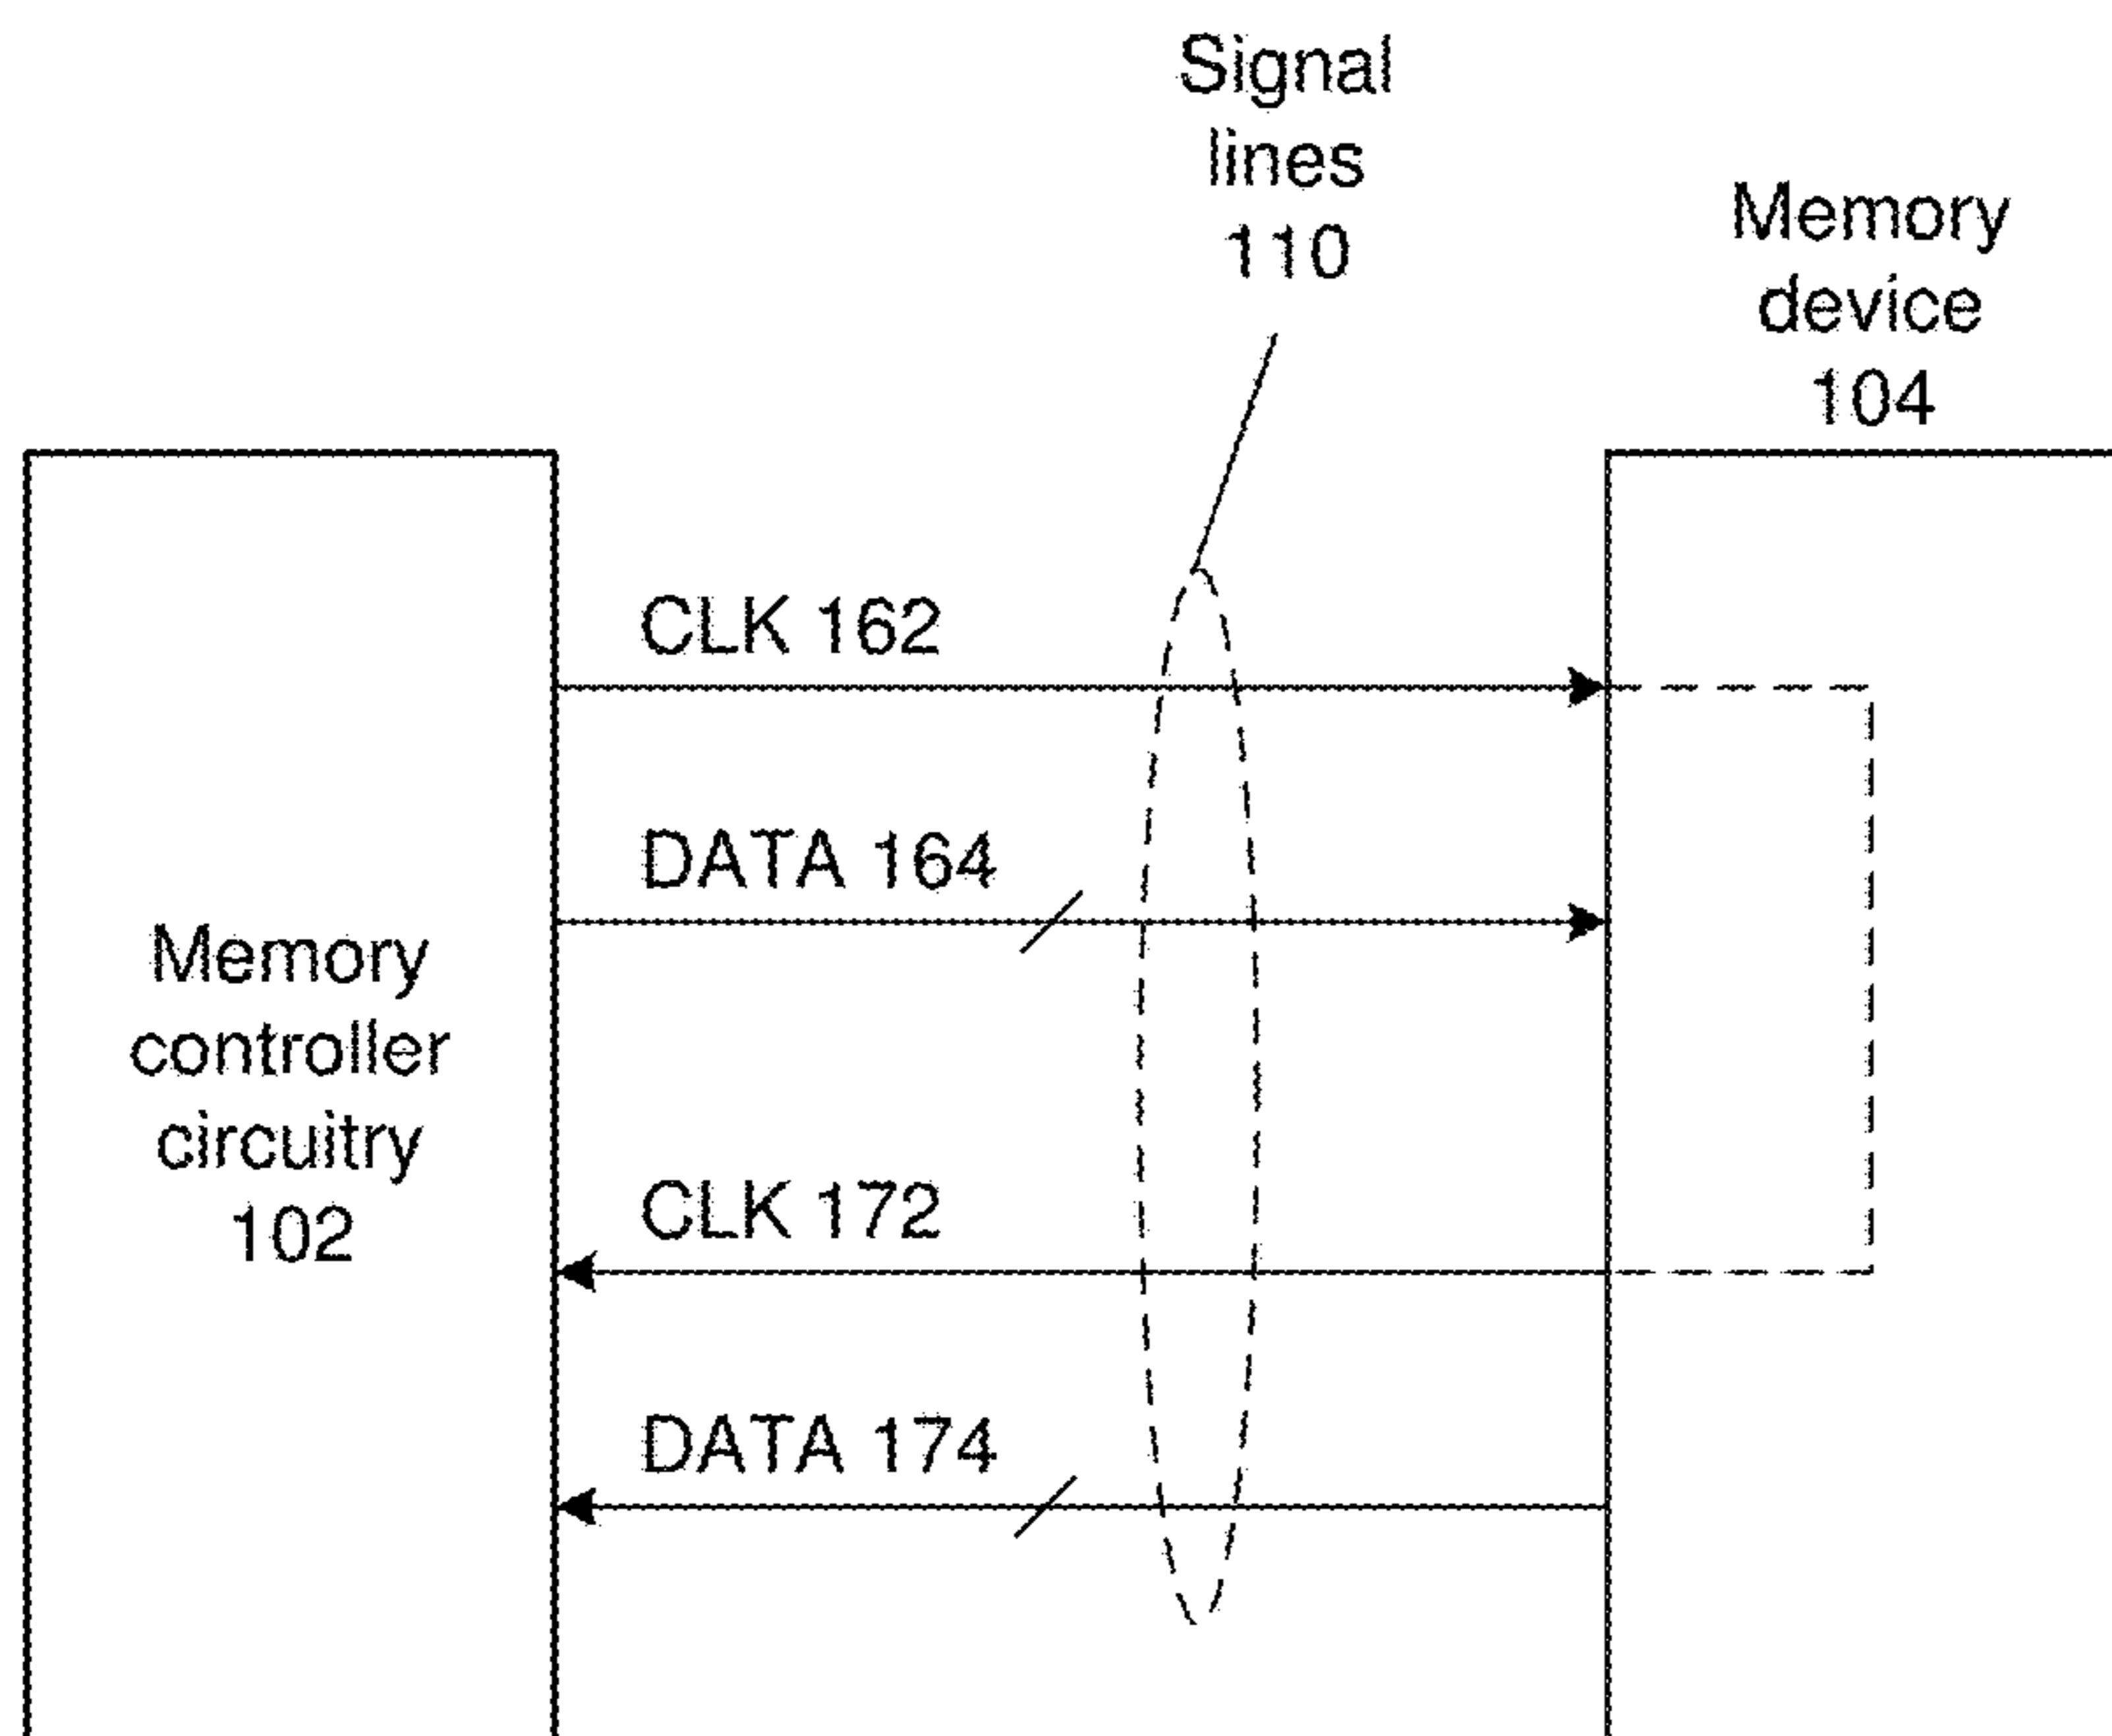 Signal
lines
110
Memory
device
104
CLK 162
DATA 164
Memory
controller
circuitry
102
CLK 172
DATA 174